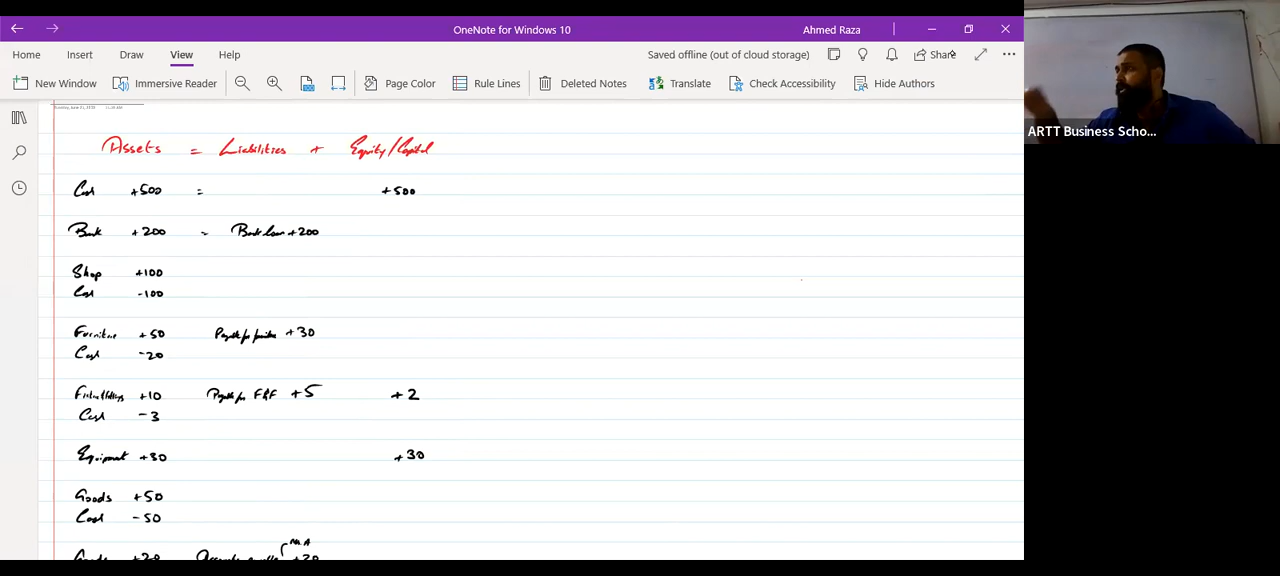 OneNote for Windows 10
Ahmed Raza
Home Insert Draw View Help
Saved offline (out of cloud storage) Share
New Window Immersive Reader Page Color Rule Lines Deleted Notes Translate Check Accessibility Hide Authors
Assets = Liabilities + Equity/Capital
Cash +500 = +500
Bank +200 = Bank loan +200
Shop +100
Cash -100
Furniture +50 Payable for furniture +30
Cash -20
+10 Payable for F&F +5 +2
Cash -3
Equipment +30 +30
Goods +50
Cash -50
Goods +20 +20
ARTT Business Scho...